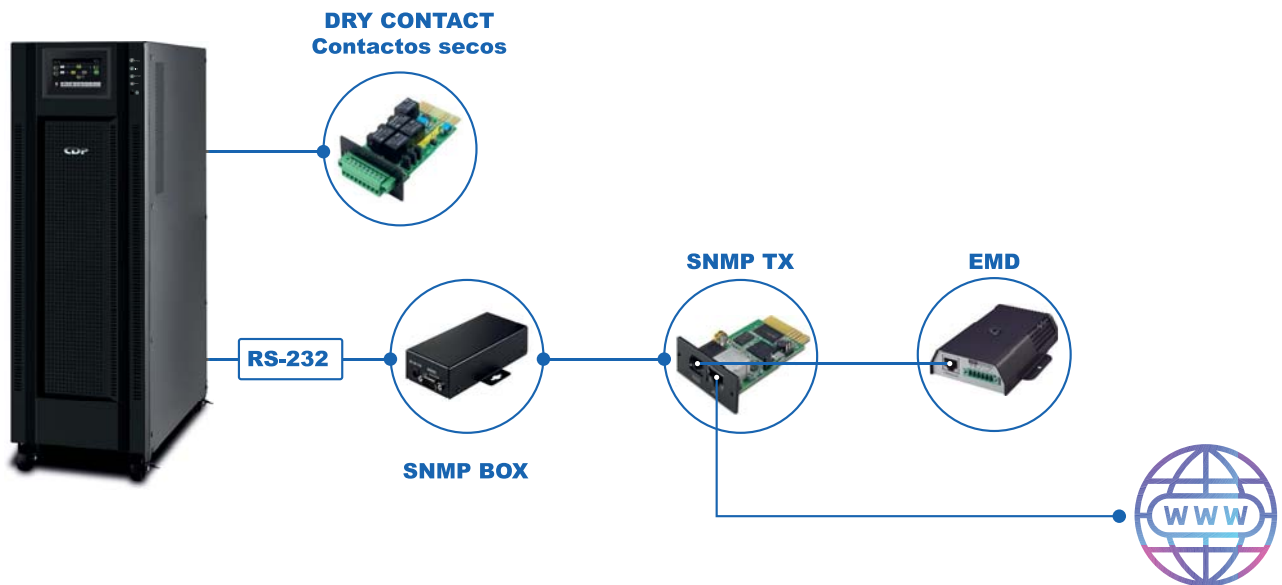 DRY CONTACT
Contactos secos
CDP
SNMP TX
EMD
RS-232
SNMP BOX
WWW